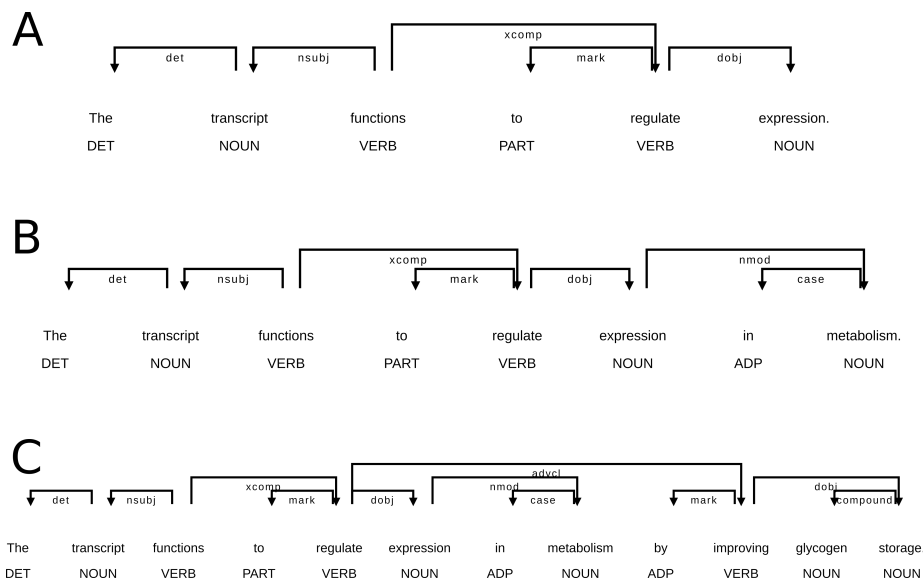 A
xcomp
det nsubj mark dobj
The transcript functions to regulate expression.
DET NOUN VERB PART VERB NOUN
B
xcomp nmod
det nsubj mark dobj case
The transcript functions to regulate expression in metabolism.
DET NOUN VERB PART VERB NOUN ADP NOUN
C
advcl
xcomp nmod dobj
det nsubj mark dobj case mark compound
The transcript functions to regulate expression in metabolism by improving glycogen storage
DET NOUN VERB PART VERB NOUN ADP NOUN ADP VERB NOUN NOUN